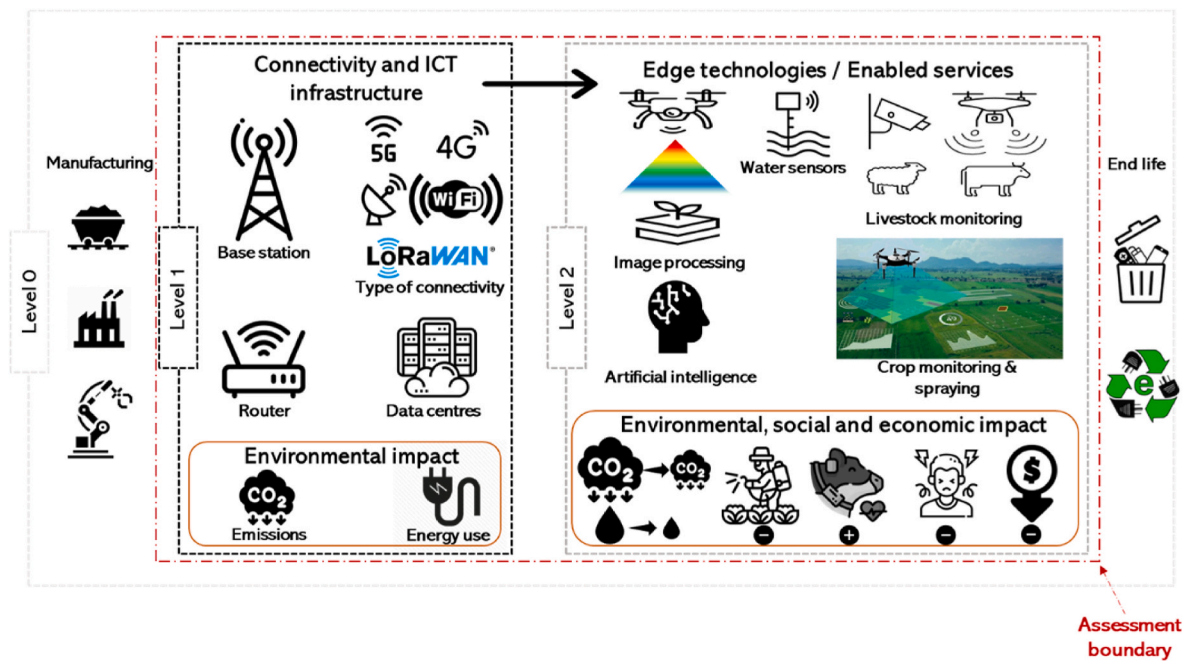 Connectivity and ICT
infrastructure
Edge technologies / Enabled services
Manufacturing
5G
4G
WiFi
LoRaWAN®
Base station
Type of connectivity
Router
Data centres
Level 0
Level 1
Level 2
Water sensors
Image processing
Livestock monitoring
Artificial intelligence
Crop monitoring &
spraying
End life
e
Environmental impact
CO2
Emissions
Energy use
Environmental, social and economic impact
CO2
CO2
$
Assessment
boundary